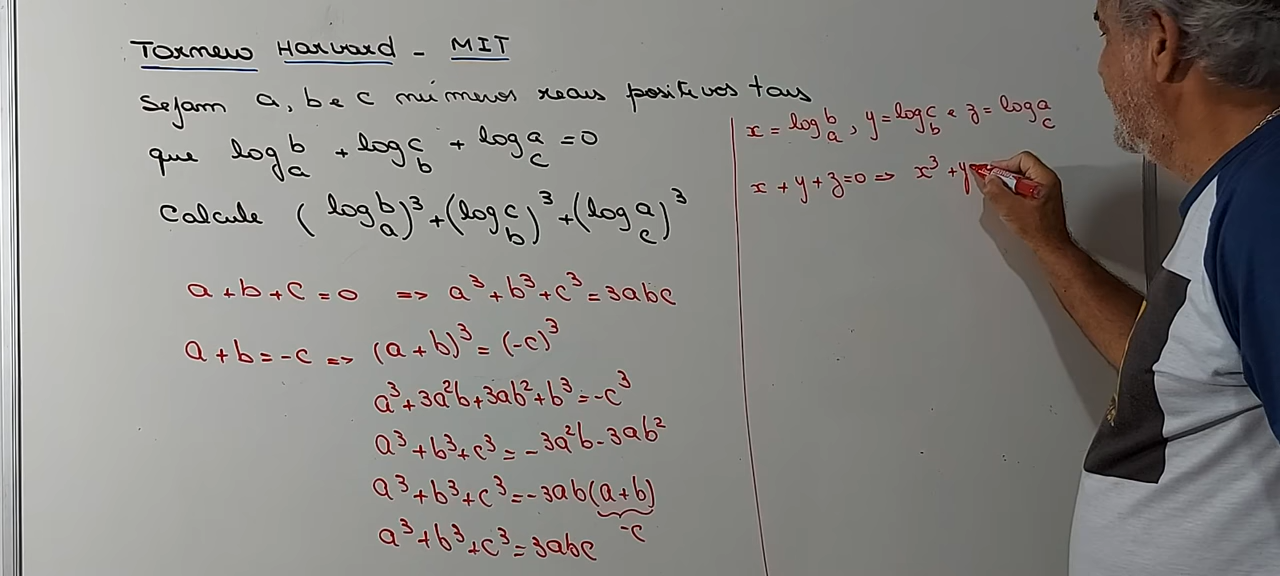 Torneio Harvard - MIT
Sejam a, b e c números reais positivos tais
que log_a b + log_b c + log_c a = 0
Calcule (log_a b)³ + (log_b c)³ + (log_c a)³
a + b + c = 0 => a³ + b³ + c³ = 3abc
a + b = -c => (a + b)³ = (-c)³
a³ + 3a²b + 3ab² + b³ = -c³
a³ + b³ + c³ = -3a²b - 3ab²
a³ + b³ + c³ = -3ab(a + b)
-c
a³ + b³ + c³ = 3abc
x = log_a b, y = log_b c e z = log_c a
x + y + z = 0 => x³ + y